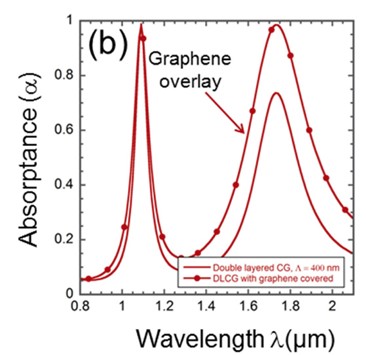 (b)
Graphene
overlay
Absorptance (α)
1
0.8
0.6
0.4
0.2
0
0.8 1 1.2 1.4 1.6 1.8 2
Double layered CG, Λ = 400 nm
DLCG with graphene covered
Wavelength λ(μm)